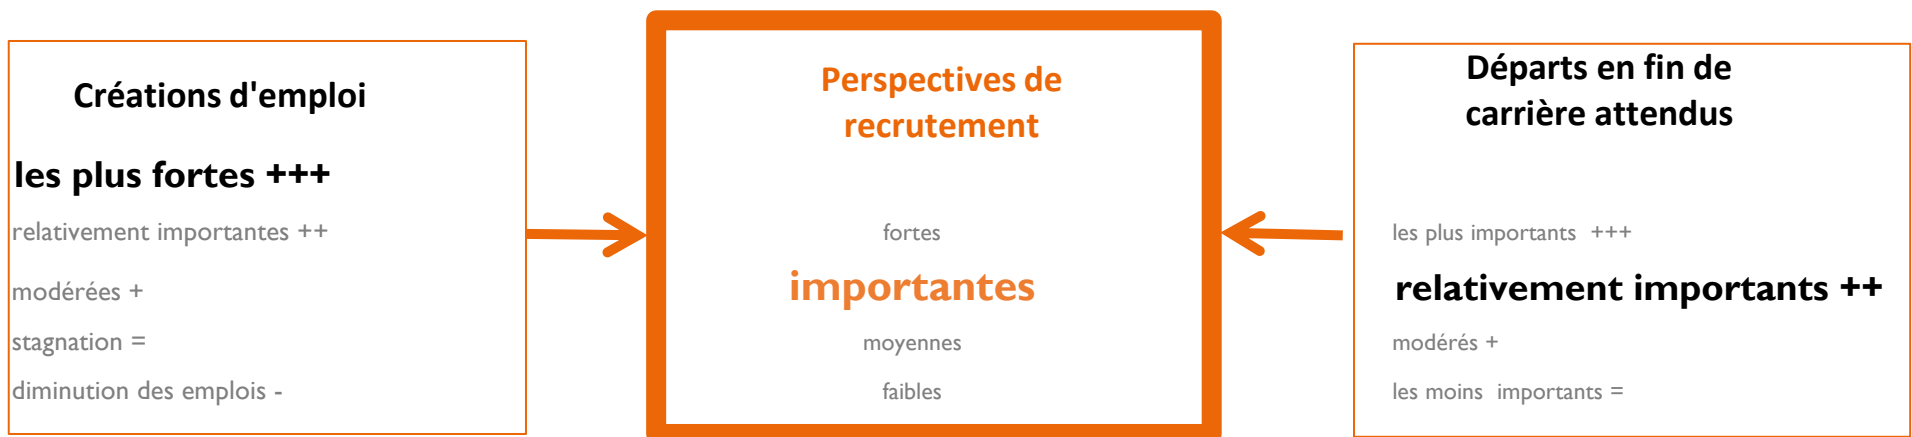 Créations d'emploi
les plus fortes +++
relativement importantes ++
modérées +
stagnation =
diminution des emplois -
Perspectives de
recrutement
fortes
importantes
moyennes
faibles
Départs en fin de
carrière attendus
les plus importants +++
relativement importants ++
modérés +
les moins importants =